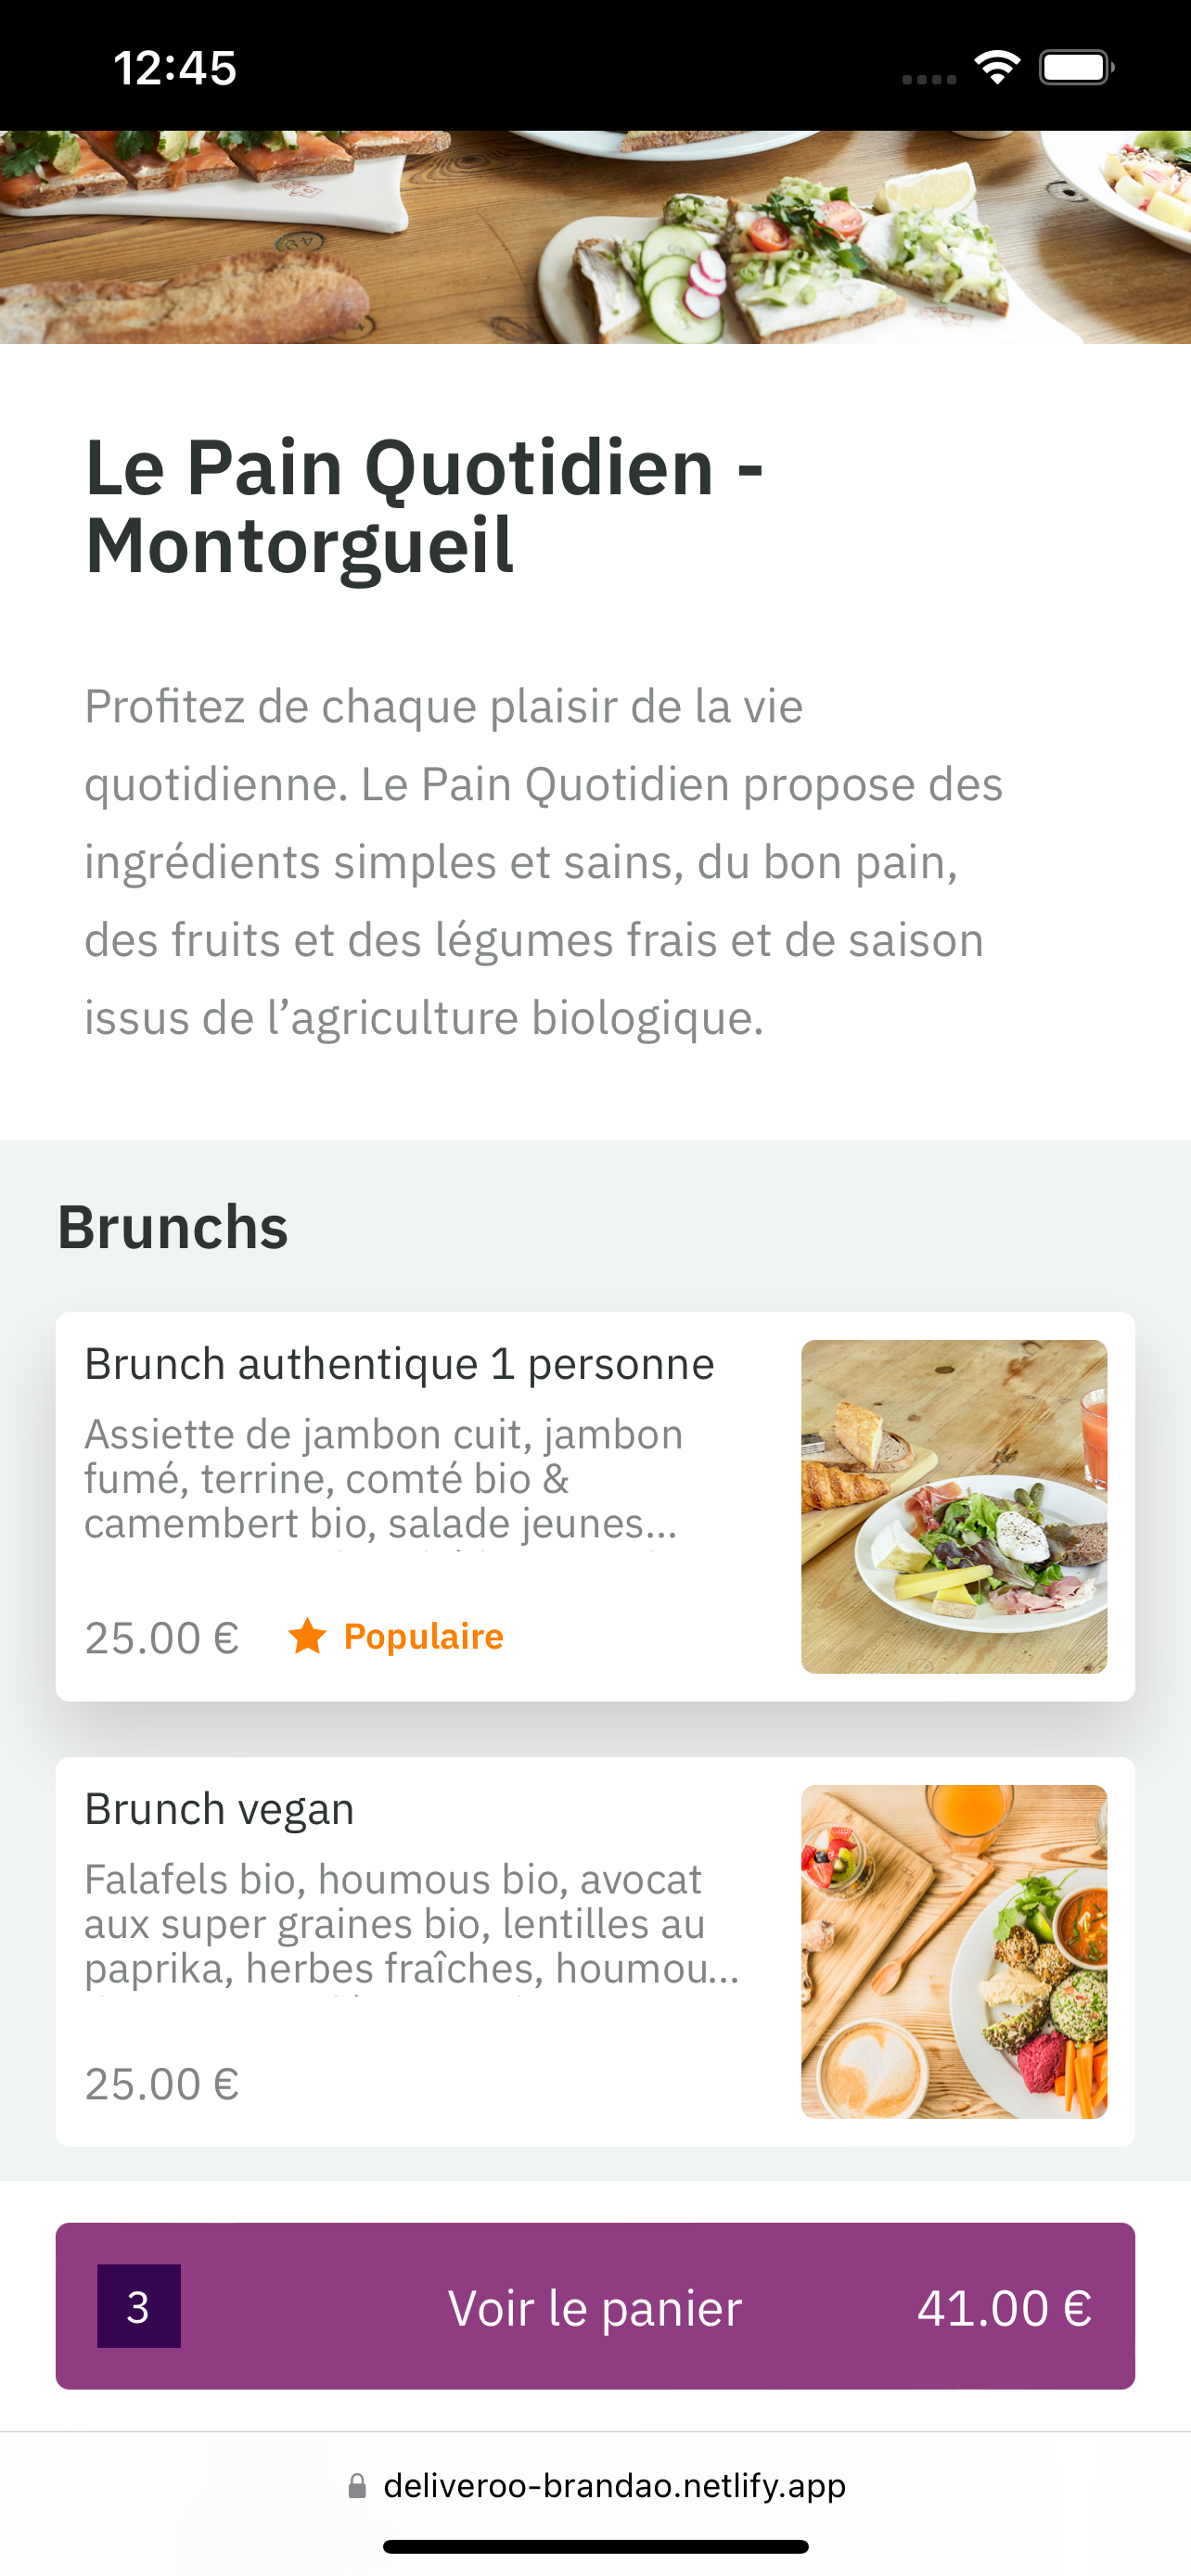 12:45
Le Pain Quotidien -
Montorgueil
Profitez de chaque plaisir de la vie
quotidienne. Le Pain Quotidien propose des
ingrédients simples et sains, du bon pain,
des fruits et des légumes frais et de saison
issus de l’agriculture biologique.
Brunchs
Brunch authentique 1 personne
Assiette de jambon cuit, jambon
fumé, terrine, comté bio &
camembert bio, salade jeunes...
25.00 € Populaire
Brunch vegan
Falafels bio, houmous bio, avocat
aux super graines bio, lentilles au
paprika, herbes fraîches, houmou...
25.00 €
3 Voir le panier 41.00 €
deliveroo-brandao.netlify.app